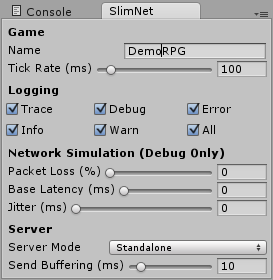 Console SlimNet
Game
Name DemoRPG
Tick Rate (ms) 100
Logging
Trace Debug Error
Info Warn All
Network Simulation (Debug Only)
Packet Loss (%) 0
Base Latency (ms) 0
Jitter (ms) 0
Server
Server Mode Standalone
Send Buffering (ms) 10